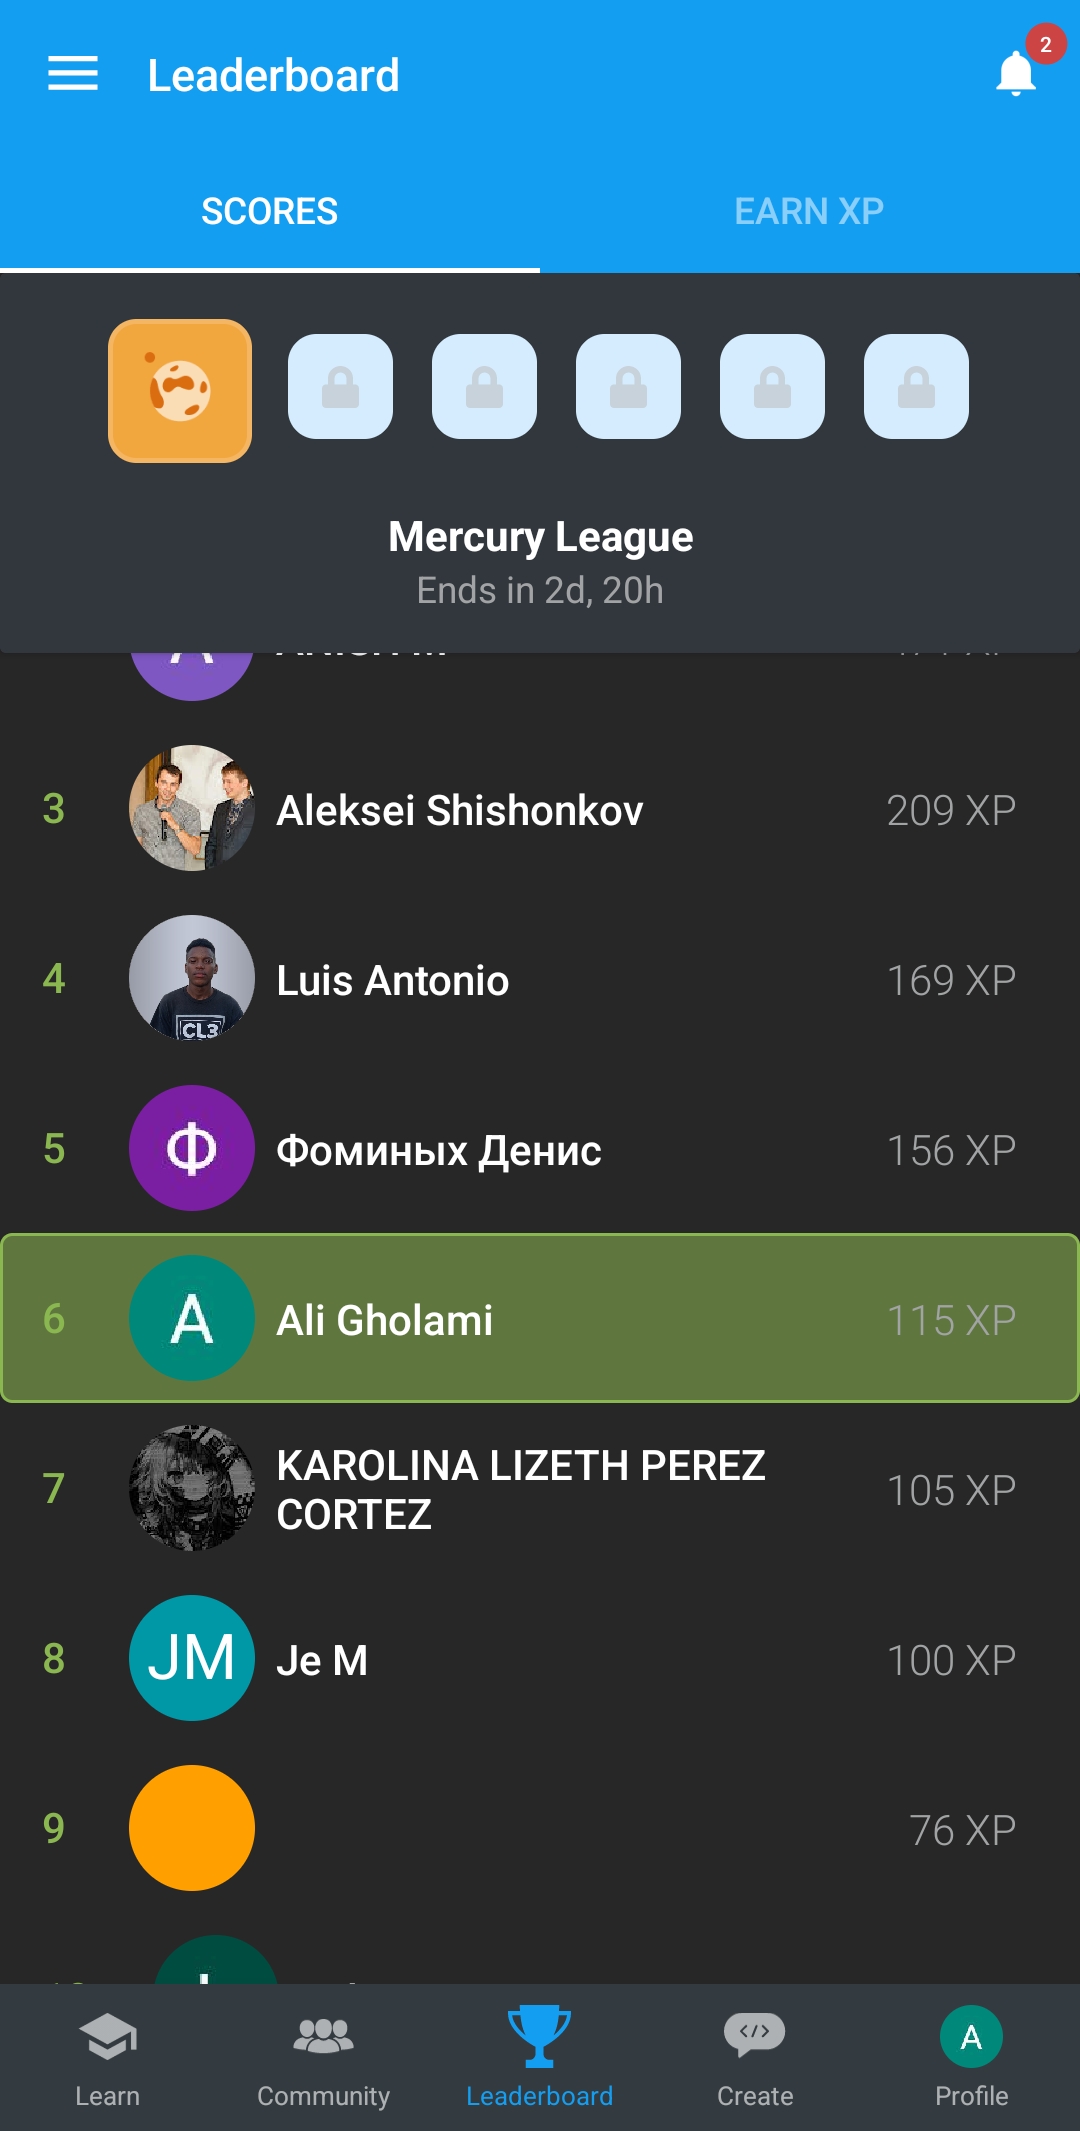 Leaderboard
2
SCORES
EARN XP
Mercury League
Ends in 2d, 20h
3
Aleksei Shishonkov
209 XP
CL3
4
Luis Antonio
169 XP
5
Ф
Фоминых Денис
156 XP
6
A
Ali Gholami
115 XP
7
KAROLINA LIZETH PEREZ
CORTEZ
105 XP
8
JM
Je M
100 XP
9
76 XP
Learn
Community
Leaderboard
</>
Create
A
Profile